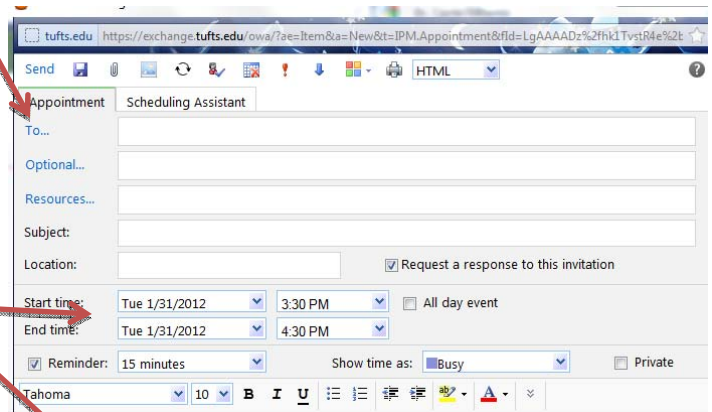 tufts.edu https://exchange.tufts.edu/owa/?ae=Item&a=New&t=IPM.Appointment&fId=LgAAAADz%2fhk1TvstR4e%2b
Send HTML
Appointment Scheduling Assistant
To...
Optional...
Resources...
Subject:
Location: Request a response to this invitation
Start time: Tue 1/31/2012 3:30 PM All day event
End time: Tue 1/31/2012 4:30 PM
Reminder: 15 minutes Show time as: Busy Private
Tahoma 10 B I U ab A